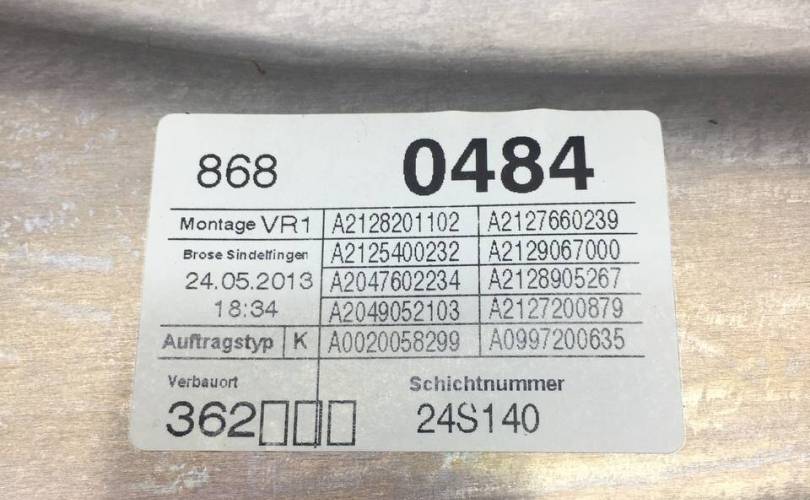 868 0484
Montage VR1 A2128201102 A2127660239
Brose Sindelfingen A2125400232 A2129067000
24.05.2013 A2047602234 A2128905267
18:34 A2049052103 A2127200879
Auftragstyp K A0020058299 A0997200635
Verbauort Schichtnummer
362□□□ 24S140